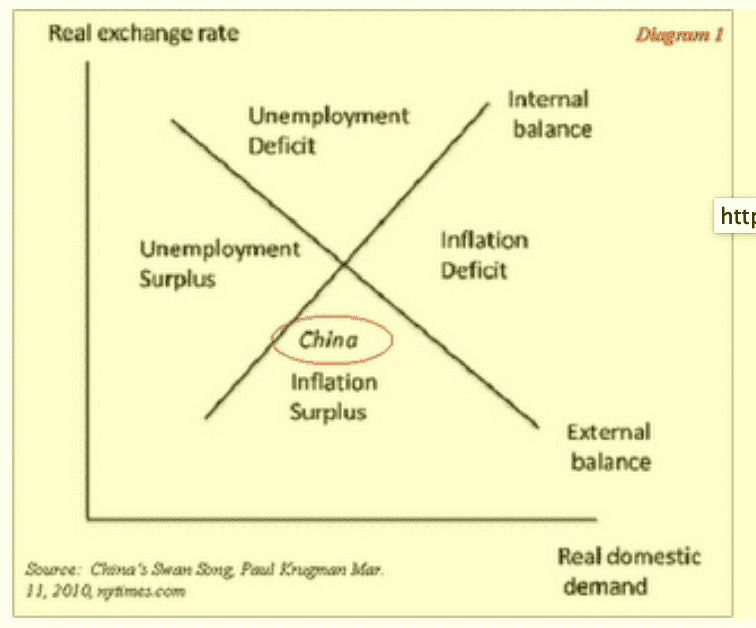 Real exchange rate
Diagram 1
Unemployment
Deficit
Internal
balance
http
Unemployment
Surplus
Inflation
Deficit
China
Inflation
Surplus
External
balance
Real domestic
demand
Source: China's Swan Song, Paul Krugman Mar.
11, 2010, nytimes.com